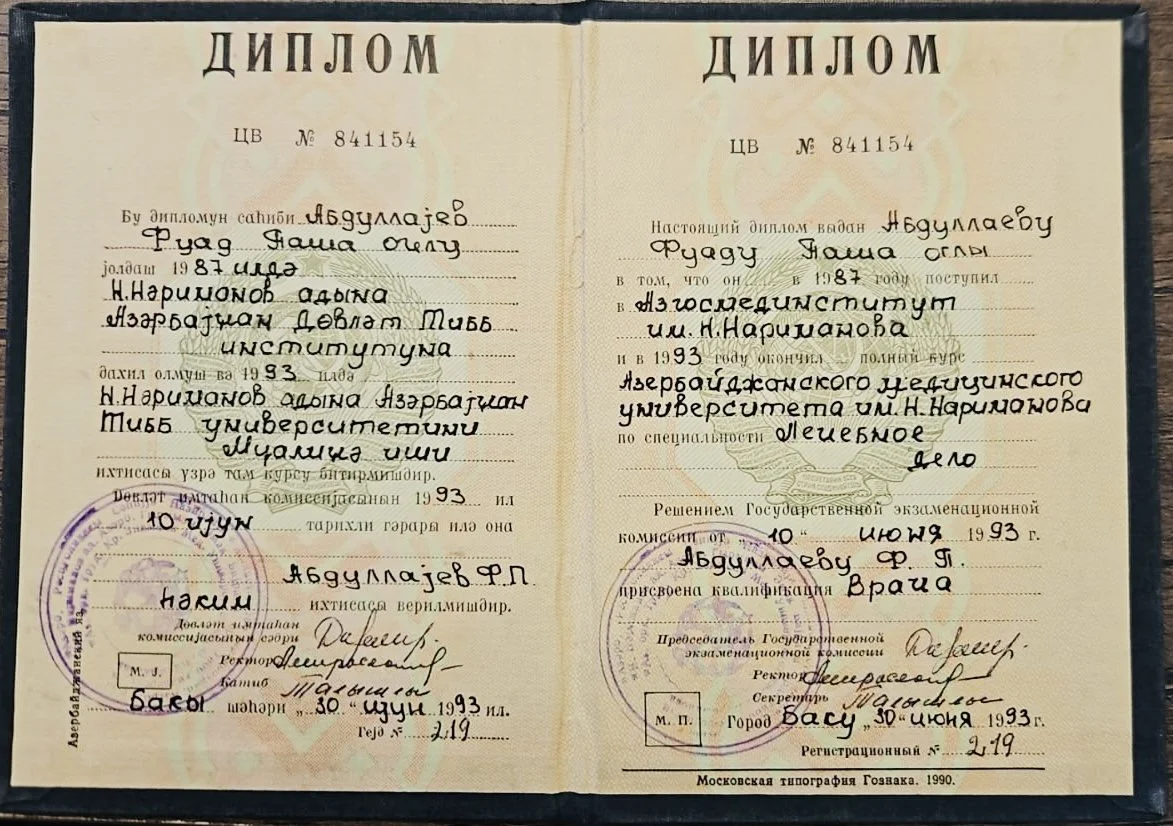 ДИПЛОМ
ЦВ № 841154
Бу дипломун саһиби Абдуллајев
Фуад Паша оғлу
јолдаш 1987 илдә
Н.Нәриманов адына
Азәрбајҹан Дөвләт Тибб
институтуна
дахил олмуш вә 1993 илдә
Н.Нәриманов адына Азәрбајҹан
Тибб университетини
Муалиҹә иши
ихтисасы үзрә там курсу битирмишдир.
Дөвләт имтаһан комиссијасынын 1993 ил
10 ијун тарихли гәрары илә она
Абдуллајев.Ф.П.
һәким ихтисасы верилмишдир.
Дөвләт имтаһан
комиссијасынын сәдри
Ректор
Катиб
М. Ј.
Бакы шәһәри „30“ ијун 1993 ил.
Гејд № 219
Азербайджанский яз.
ДИПЛОМ
ЦВ № 841154
Настоящий диплом выдан Абдуллаеву
Фуаду Паша оглы
в том, что он в 1987 году поступил
в Азгосмединститут
им. Н.Нариманова
и в 1993 году окончил полный курс
Азербайджанского медицинского
университета им. Н.Нариманова
по специальности Лечебное
дело
Решением Государственной экзаменационной
комиссии от „10“ июня 1993 г.
Абдуллаеву Ф. П.
присвоена квалификация Врача
Председатель Государственной
экзаменационной комиссии
Ректор
Секретарь
М. П.
Город Баку „30“ июня 1993 г.
Регистрационный № 219
Московская типография Гознака. 1990.